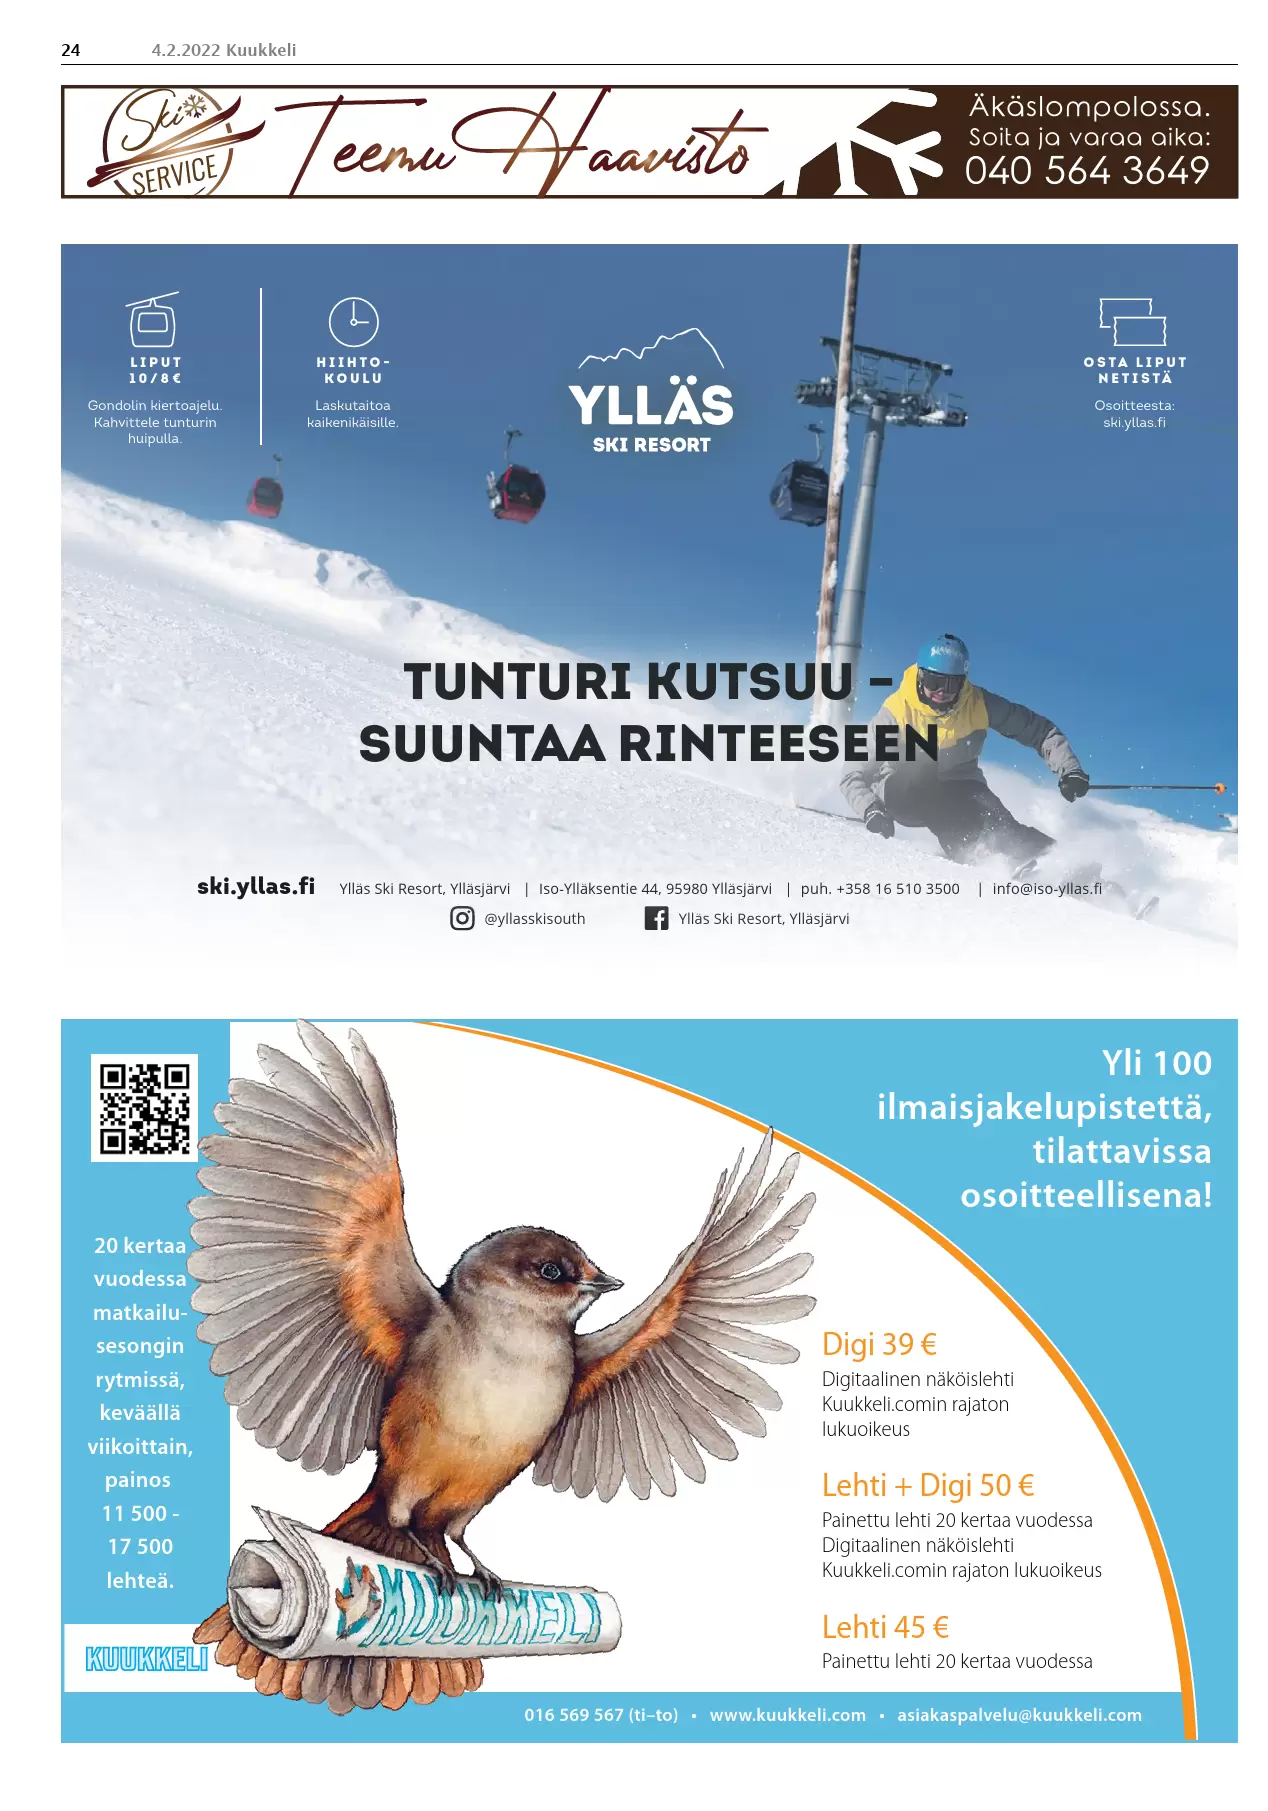 24 4.2.2022 Kuukkeli
Ski
SERVICE
Teemu Haavisto
Äkäslompolossa.
Soita ja varaa aika:
040 564 3649
LIPUT
10/8€
Gondolin kiertoajelu.
Kahvittele tunturin
huipulla.
HIIHTO-
KOULU
Laskutaitoa
kaikenikäisille.
YLLÄS
SKI RESORT
OSTA LIPUT
NETISTÄ
Osoitteesta:
ski.yllas.fi
TUNTURI KUTSUU –
SUUNTAA RINTEESEEN
ski.yllas.fi Ylläs Ski Resort, Ylläsjärvi | Iso-Ylläksentie 44, 95980 Ylläsjärvi | puh. +358 16 510 3500 | info@iso-yllas.fi
@yllasskisouth Ylläs Ski Resort, Ylläsjärvi
Yli 100
ilmaisjakelupistettä,
tilattavissa
osoitteellisena!
20 kertaa
vuodessa
matkailu-
sesongin
rytmissä,
keväällä
viikoittain,
painos
11 500 -
17 500
lehteä.
KUUKKELI
KUUKKELI
Digi 39 €
Digitaalinen näköislehti
Kuukkeli.comin rajaton
lukuoikeus
Lehti + Digi 50 €
Painettu lehti 20 kertaa vuodessa
Digitaalinen näköislehti
Kuukkeli.comin rajaton lukuoikeus
Lehti 45 €
Painettu lehti 20 kertaa vuodessa
016 569 567 (ti–to) • www.kuukkeli.com • asiakaspalvelu@kuukkeli.com